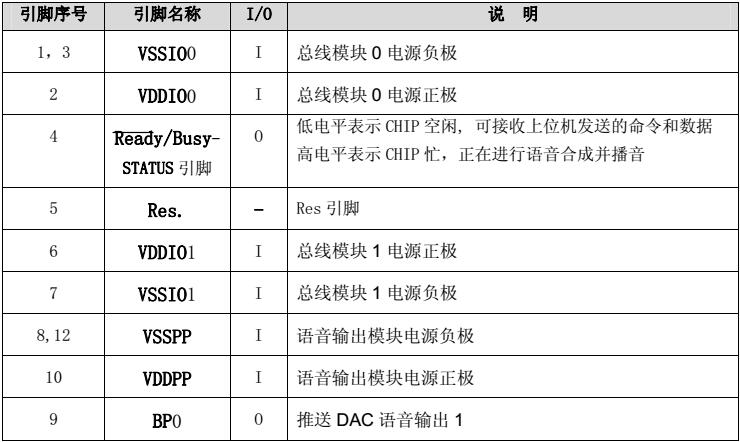 引脚序号 引脚名称 I/O 说 明
1, 3 VSSIO0 I 总线模块 0 电源负极
2 VDDIO0 I 总线模块 0 电源正极
4 Ready/Busy- O 低电平表示 CHIP 空闲, 可接收上位机发送的命令和数据
STATUS 引脚 高电平表示 CHIP 忙，正在进行语音合成并播音
5 Res. - Res 引脚
6 VDDIO1 I 总线模块 1 电源正极
7 VSSIO1 I 总线模块 1 电源负极
8,12 VSSPP I 语音输出模块电源负极
10 VDDPP I 语音输出模块电源正极
9 BP0 O 推送 DAC 语音输出 1